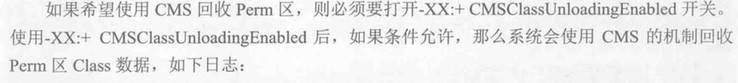 如果希望使用 CMS 回收 Perm 区，则必须要打开-XX:+ CMSClassUnloadingEnabled 开关。
使用-XX:+ CMSClassUnloadingEnabled 后，如果条件允许，那么系统会使用 CMS 的机制回收
Perm 区 Class 数据，如下日志：